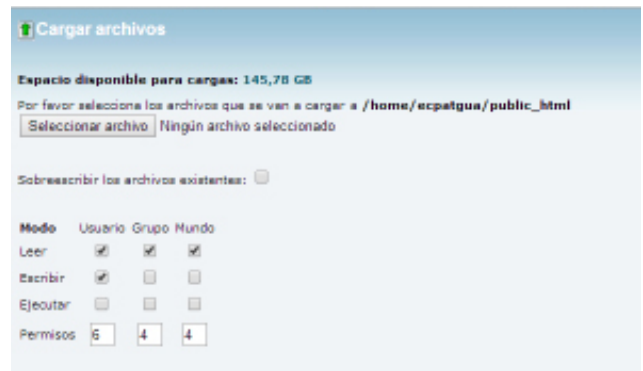 Cargar archivos
Espacio disponible para cargas: 145,78 GB
Por favor selecciona los archivos que se van a cargar a /home/ecpatgua/public_html
Seleccionar archivo Ningún archivo seleccionado
Sobreescribir los archivos existentes:
Modo Usuario Grupo Mundo
Leer
Escribir
Ejecutar
Permisos 6 4 4